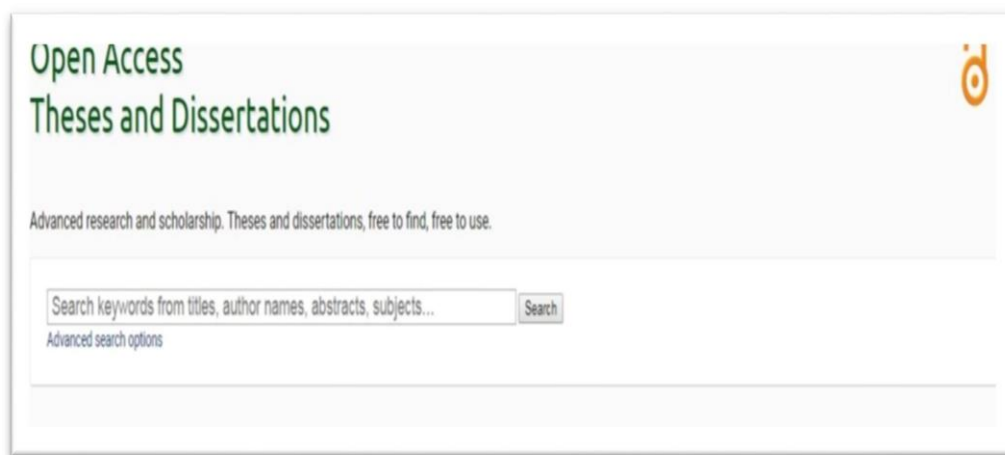 Open Access
Theses and Dissertations
Advanced research and scholarship. Theses and dissertations, free to find, free to use.
Search keywords from titles, author names, abstracts, subjects...
Search
Advanced search options